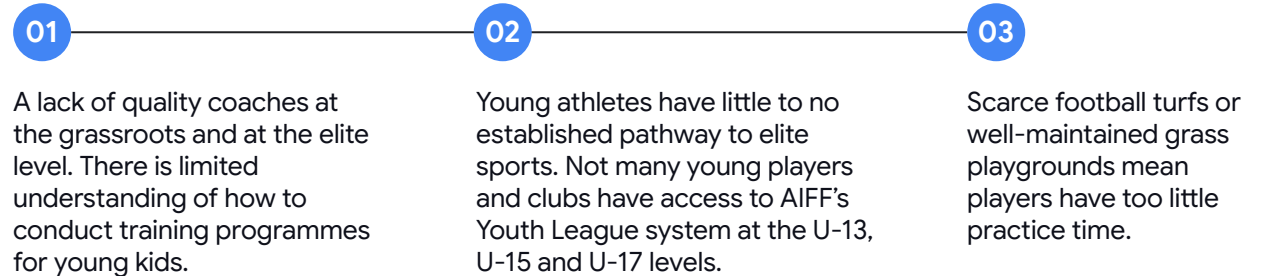 01
A lack of quality coaches at
the grassroots and at the elite
level. There is limited
understanding of how to
conduct training programmes
for young kids.
02
Young athletes have little to no
established pathway to elite
sports. Not many young players
and clubs have access to AIFF’s
Youth League system at the U-13,
U-15 and U-17 levels.
03
Scarce football turfs or
well-maintained grass
playgrounds mean
players have too little
practice time.